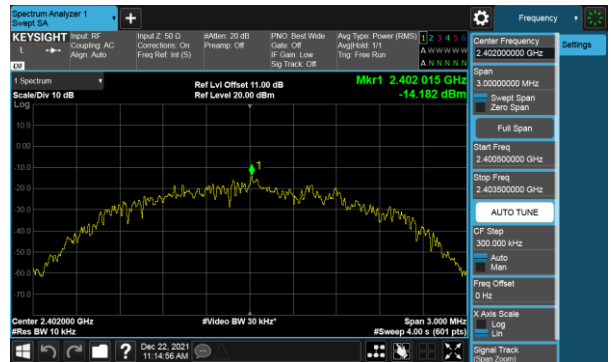 Spectrum Analyzer 1
Swept SA
+
Frequency
KEYSIGHT
Input: RF
Coupling: AC
Align: Auto
Input Z: 50 Ω
Corrections: On
Freq Ref: Int (S)
#Atten: 20 dB
Preamp: Off
PNO: Best Wide
Gate: Off
IF Gain: Low
Sig Track: Off
Avg Type: Power (RMS)
Avg|Hold: 1/1
Trig: Free Run
1 2 3 4 5 6
A W W W W W
A N N N N N
L
1 Spectrum
Scale/Div 10 dB
Log
Ref Lvl Offset 11.00 dB
Ref Level 20.00 dBm
Mkr1 2.402 015 GHz
-14.182 dBm
10.0
0.00
-10.0
-20.0
-30.0
-40.0
-50.0
-60.0
-70.0
1
Center 2.402000 GHz
#Res BW 10 kHz
#Video BW 30 kHz*
Span 3.000 MHz
#Sweep 4.00 s (601 pts)
?
Dec 22, 2021
11:14:56 AM
Center Frequency
2.402000000 GHz
Settings
Span
3.00000000 MHz
Swept Span
Zero Span
Full Span
Start Freq
2.400500000 GHz
Stop Freq
2.403500000 GHz
AUTO TUNE
CF Step
300.000 kHz
Auto
Man
Freq Offset
0 Hz
X Axis Scale
Log
Lin
Signal Track
(Span Zoom)